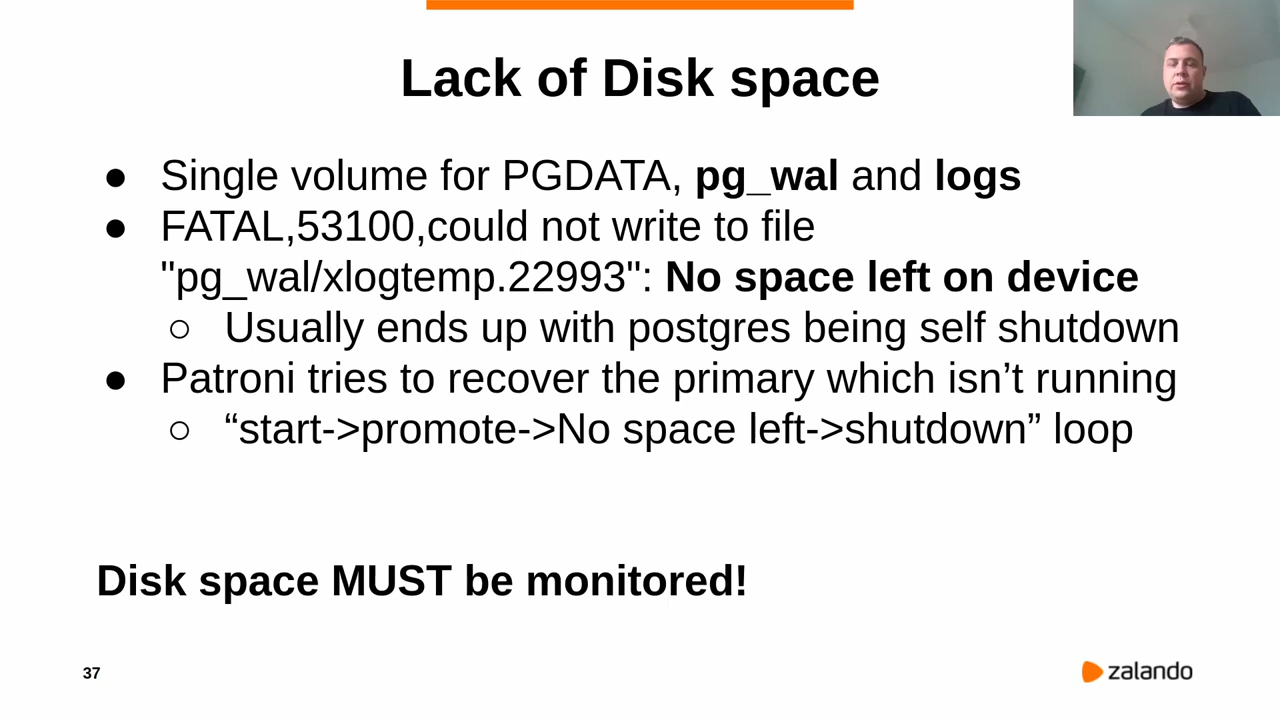 Lack of Disk space
● Single volume for PGDATA, pg_wal and logs
● FATAL,53100,could not write to file
"pg_wal/xlogtemp.22993": No space left on device
○ Usually ends up with postgres being self shutdown
● Patroni tries to recover the primary which isn’t running
○ “start->promote->No space left->shutdown” loop
Disk space MUST be monitored!
37
zalando